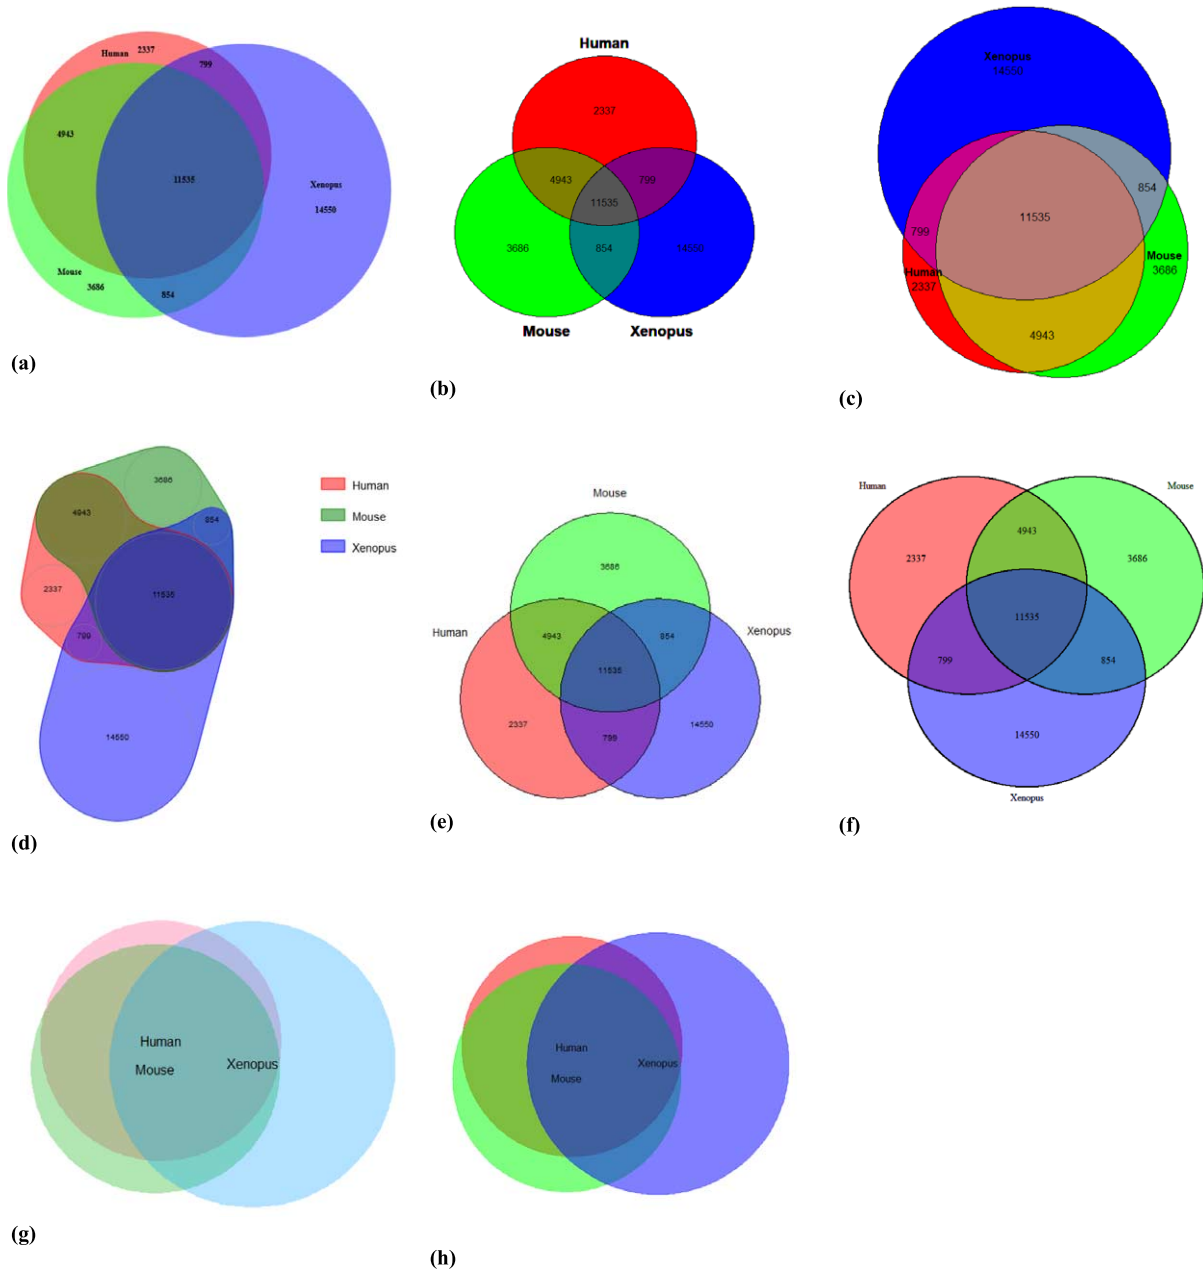 Human 2337
799
4943
11535
Xenopus
14550
Mouse
3686
854
(a)
Human
2337
4943
799
11535
3686
854
14550
Mouse
Xenopus
(b)
Xenopus
14550
854
11535
799
Mouse
3686
Human
2337
4943
(c)
3686
4943
854
2337
11535
799
14550
Human
Mouse
Xenopus
(d)
Mouse
3686
Human
4943
854
Xenopus
11535
2337
799
14550
(e)
Human
Mouse
4943
2337
3686
11535
799
854
14550
Xenopus
(f)
Human
Mouse
Xenopus
(g)
Human
Mouse
Xenopus
(h)